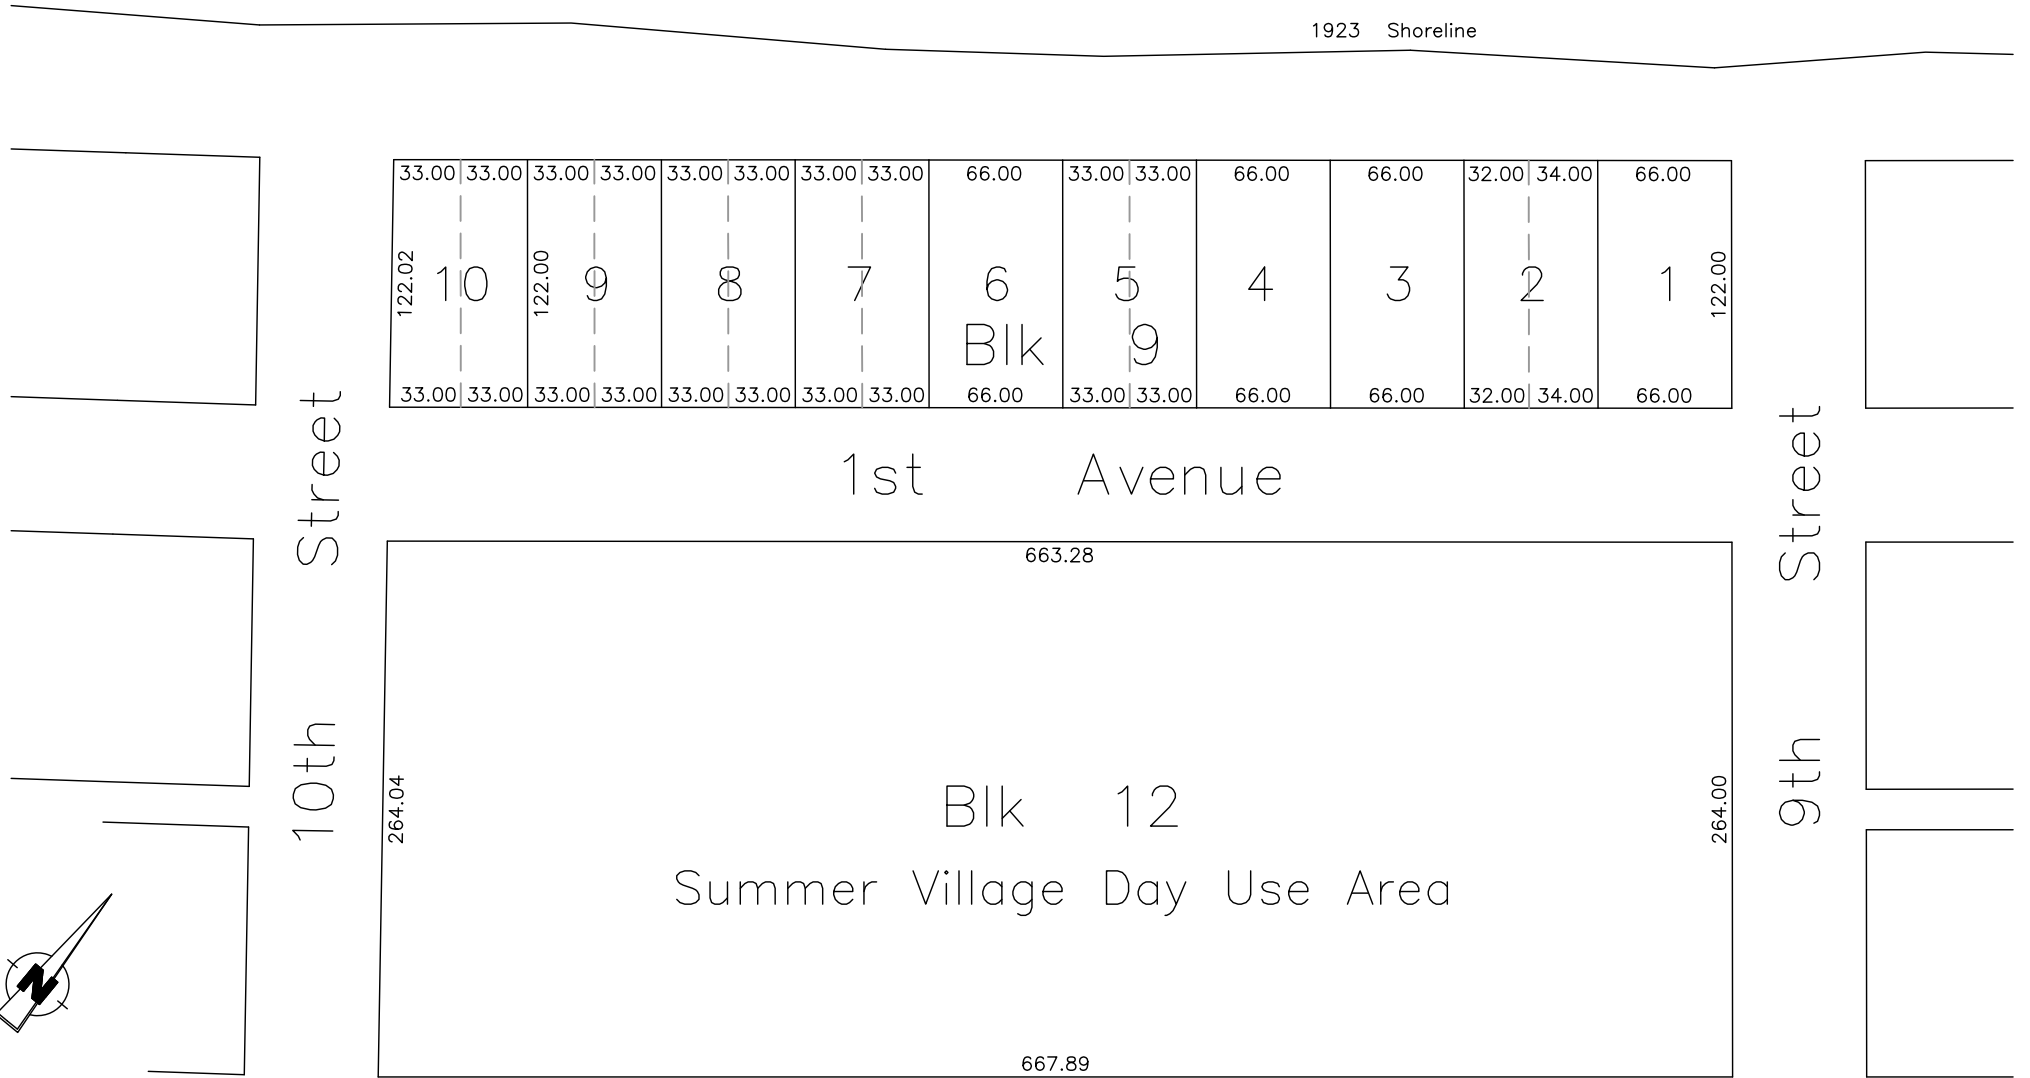 1923 Shoreline
33.00 33.00 33.00 33.00 33.00 33.00 33.00 33.00 66.00 33.00 33.00 66.00 66.00 32.00 34.00 66.00
122.02 122.00 122.00
10 9 8 7 6 5 4 3 2 1
Blk 9
33.00 33.00 33.00 33.00 33.00 33.00 33.00 33.00 66.00 33.00 33.00 66.00 66.00 32.00 34.00 66.00
1st Avenue
10th Street
9th Street
663.28
264.04
264.00
Blk 12
Summer Village Day Use Area
N
667.89